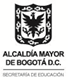 ALCALDÍA MAYOR
DE BOGOTÁ D.C.
SECRETARÍA DE EDUCACIÓN